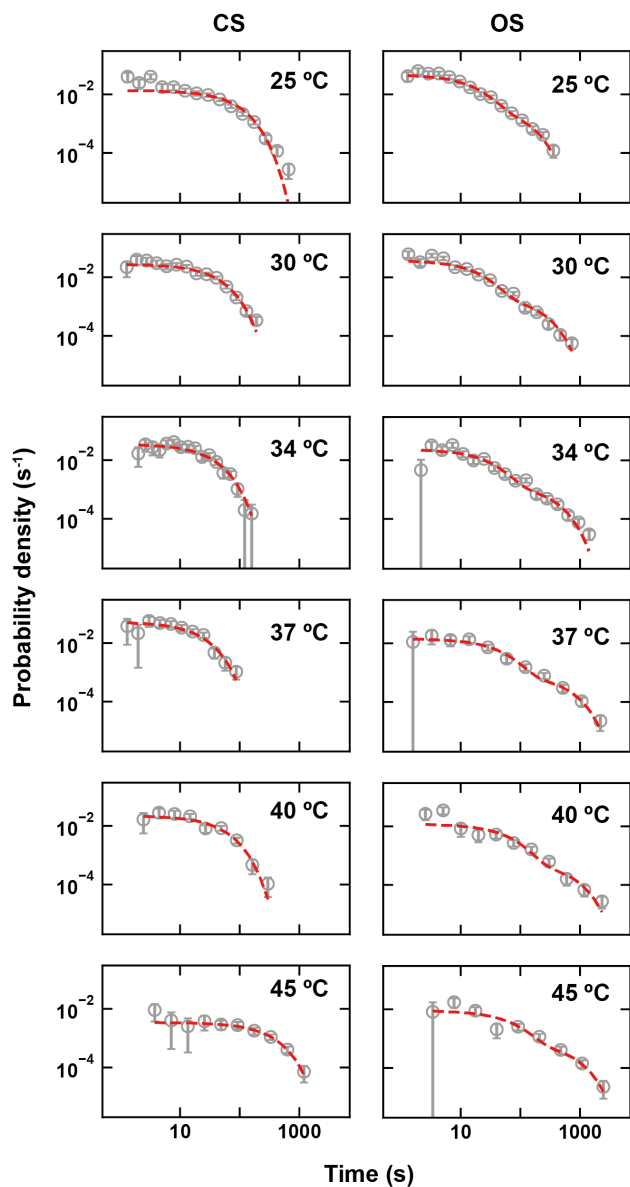 CS OS
25 ºC 25 ºC
10⁻²
10⁻⁴
30 ºC 30 ºC
10⁻²
10⁻⁴
34 ºC 34 ºC
10⁻²
10⁻⁴
37 ºC 37 ºC
10⁻²
10⁻⁴
40 ºC 40 ºC
10⁻²
10⁻⁴
45 ºC 45 ºC
10⁻²
10⁻⁴
10 1000 10 1000
Time (s)
Probability density (s⁻¹)